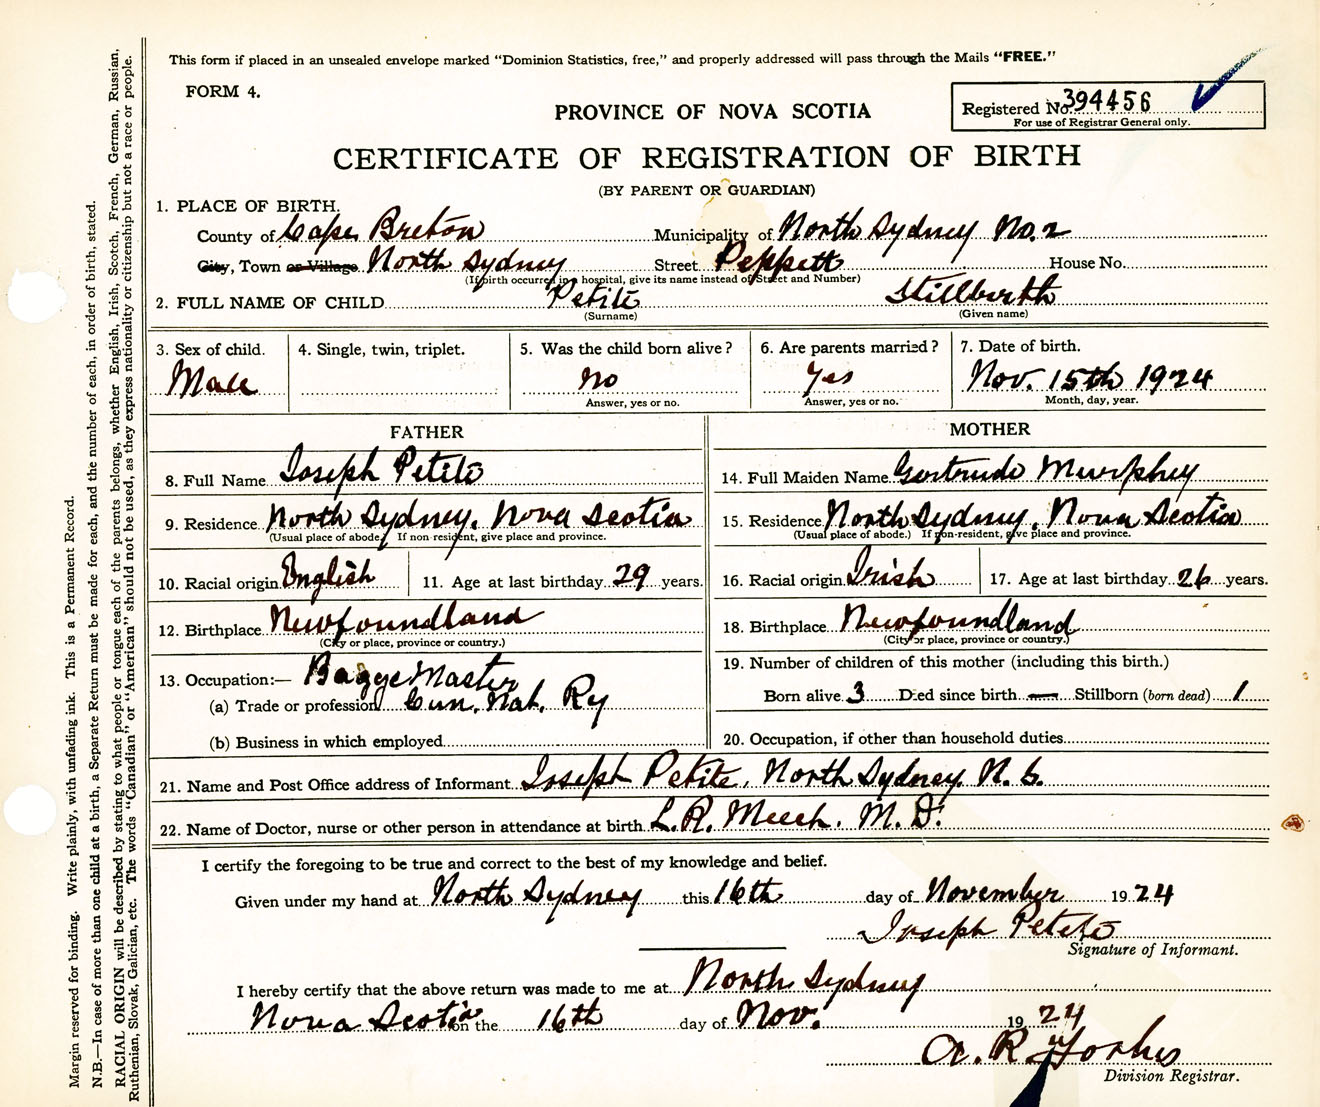 This form if placed in an unsealed envelope marked "Dominion Statistics, free," and properly addressed will pass through the Mails "FREE."
FORM 4.
Registered No. 394456
For use of Registrar General only.
PROVINCE OF NOVA SCOTIA
CERTIFICATE OF REGISTRATION OF BIRTH
(BY PARENT OR GUARDIAN)
1. PLACE OF BIRTH.
County of Cape Breton Municipality of North Sydney No. 2
City, Town or Village North Sydney Street Peppett House No.
(If birth occurred in a hospital, give its name instead of Street and Number)
2. FULL NAME OF CHILD Petite Stillbirth
(Surname) (Given name)
3. Sex of child. 4. Single, twin, triplet. 5. Was the child born alive? 6. Are parents married? 7. Date of birth.
Male No Yes Nov. 15th 1924
Answer, yes or no. Answer, yes or no. Month, day, year.
FATHER MOTHER
8. Full Name Joseph Petite 14. Full Maiden Name Gertrude Murphey
9. Residence North Sydney, Nova Scotia 15. Residence North Sydney, Nova Scotia
(Usual place of abode.) If non-resident, give place and province. (Usual place of abode.) If non-resident, give place and province.
10. Racial origin English 11. Age at last birthday 29 years. 16. Racial origin Irish 17. Age at last birthday 26 years.
12. Birthplace Newfoundland 18. Birthplace Newfoundland
(City or place, province or country.) (City or place, province or country.)
13. Occupation:— Bagge Master 19. Number of children of this mother (including this birth.)
(a) Trade or profession Can. Nat. Ry Born alive 3 Died since birth Stillborn (born dead) 1
(b) Business in which employed 20. Occupation, if other than household duties
21. Name and Post Office address of Informant Joseph Petite, North Sydney. N. S.
22. Name of Doctor, nurse or other person in attendance at birth L. R. Meech. M. D.
I certify the foregoing to be true and correct to the best of my knowledge and belief.
Given under my hand at North Sydney this 16th day of November 1924
Joseph Petite
Signature of Informant.
I hereby certify that the above return was made to me at North Sydney
Nova Scotia on the 16th day of Nov. 1924
A. R. Forbes
Division Registrar.
Margin reserved for binding. Write plainly, with unfading ink. This is a Permanent Record.
N.B.—In case of more than one child at a birth, a Separate Return must be made for each, and the number of each, in order of birth, stated.
RACIAL ORIGIN will be described by stating to what people or tongue each of the parents belongs, whether English, Irish, Scotch, French, German, Russian,
Ruthenian, Slovak, Galician, etc. The words "Canadian" or "American" should not be used, as they express nationality or citizenship but not a race or people.